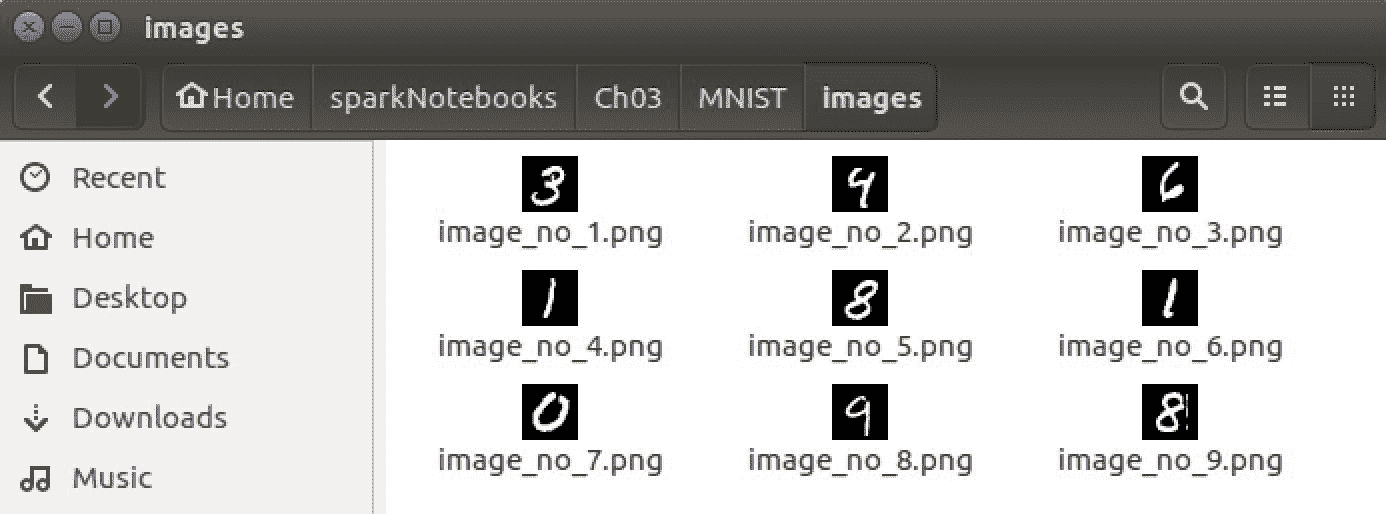 images
Home sparkNotebooks Ch03 MNIST images
Recent
Home
Desktop
Documents
Downloads
Music
3 4 6
image_no_1.png image_no_2.png image_no_3.png
1 8 1
image_no_4.png image_no_5.png image_no_6.png
0 9 8
image_no_7.png image_no_8.png image_no_9.png